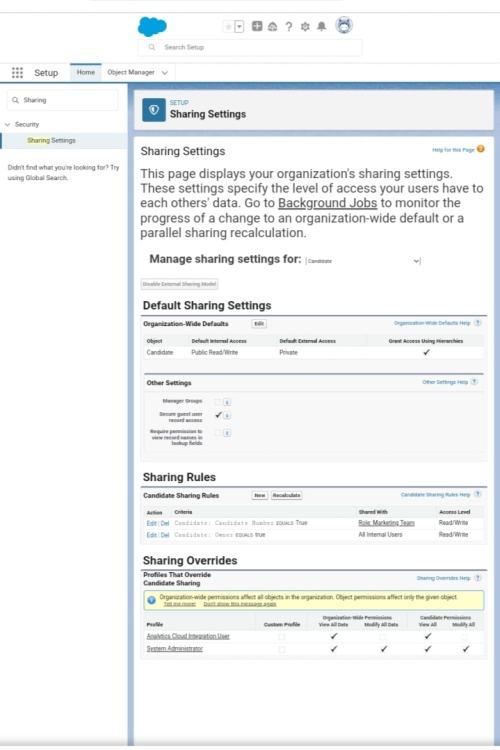 Search Setup
Setup
Home
Object Manager
Sharing
Security
Sharing Settings
Didn't find what you're looking for? Try
using Global Search.
SETUP
Sharing Settings
Sharing Settings
Help for this Page
This page displays your organization's sharing settings.
These settings specify the level of access your users have to
each others' data. Go to Background Jobs to monitor the
progress of a change to an organization-wide default or a
parallel sharing recalculation.
Manage sharing settings for: Candidate
Disable External Sharing Model
Default Sharing Settings
Organization-Wide Defaults Edit Organization-Wide Defaults Help
Object Default Internal Access Default External Access Grant Access Using Hierarchies
Candidate Public Read/Write Private
Other Settings Other Settings Help
Manager Groups
Secure guest user
record access
Require permission to
view record names in
lookup fields
Sharing Rules
Candidate Sharing Rules New Recalculate Candidate Sharing Rules Help
Action Criteria Shared With Access Level
Edit | Del Candidate: Candidate Number EQUALS True Role: Marketing Team Read/Write
Edit | Del Candidate: Owner EQUALS true All Internal Users Read/Write
Sharing Overrides
Profiles That Override
Candidate Sharing
Sharing Overrides Help
Organization-wide permissions affect all objects in the organization. Object permissions affect only the given object.
Tell me more! Don't show this message again
Organization-Wide Permissions Candidate Permissions
Profile Custom Profile View All Data Modify All Data View All Modify All
Analytics Cloud Integration User
System Administrator